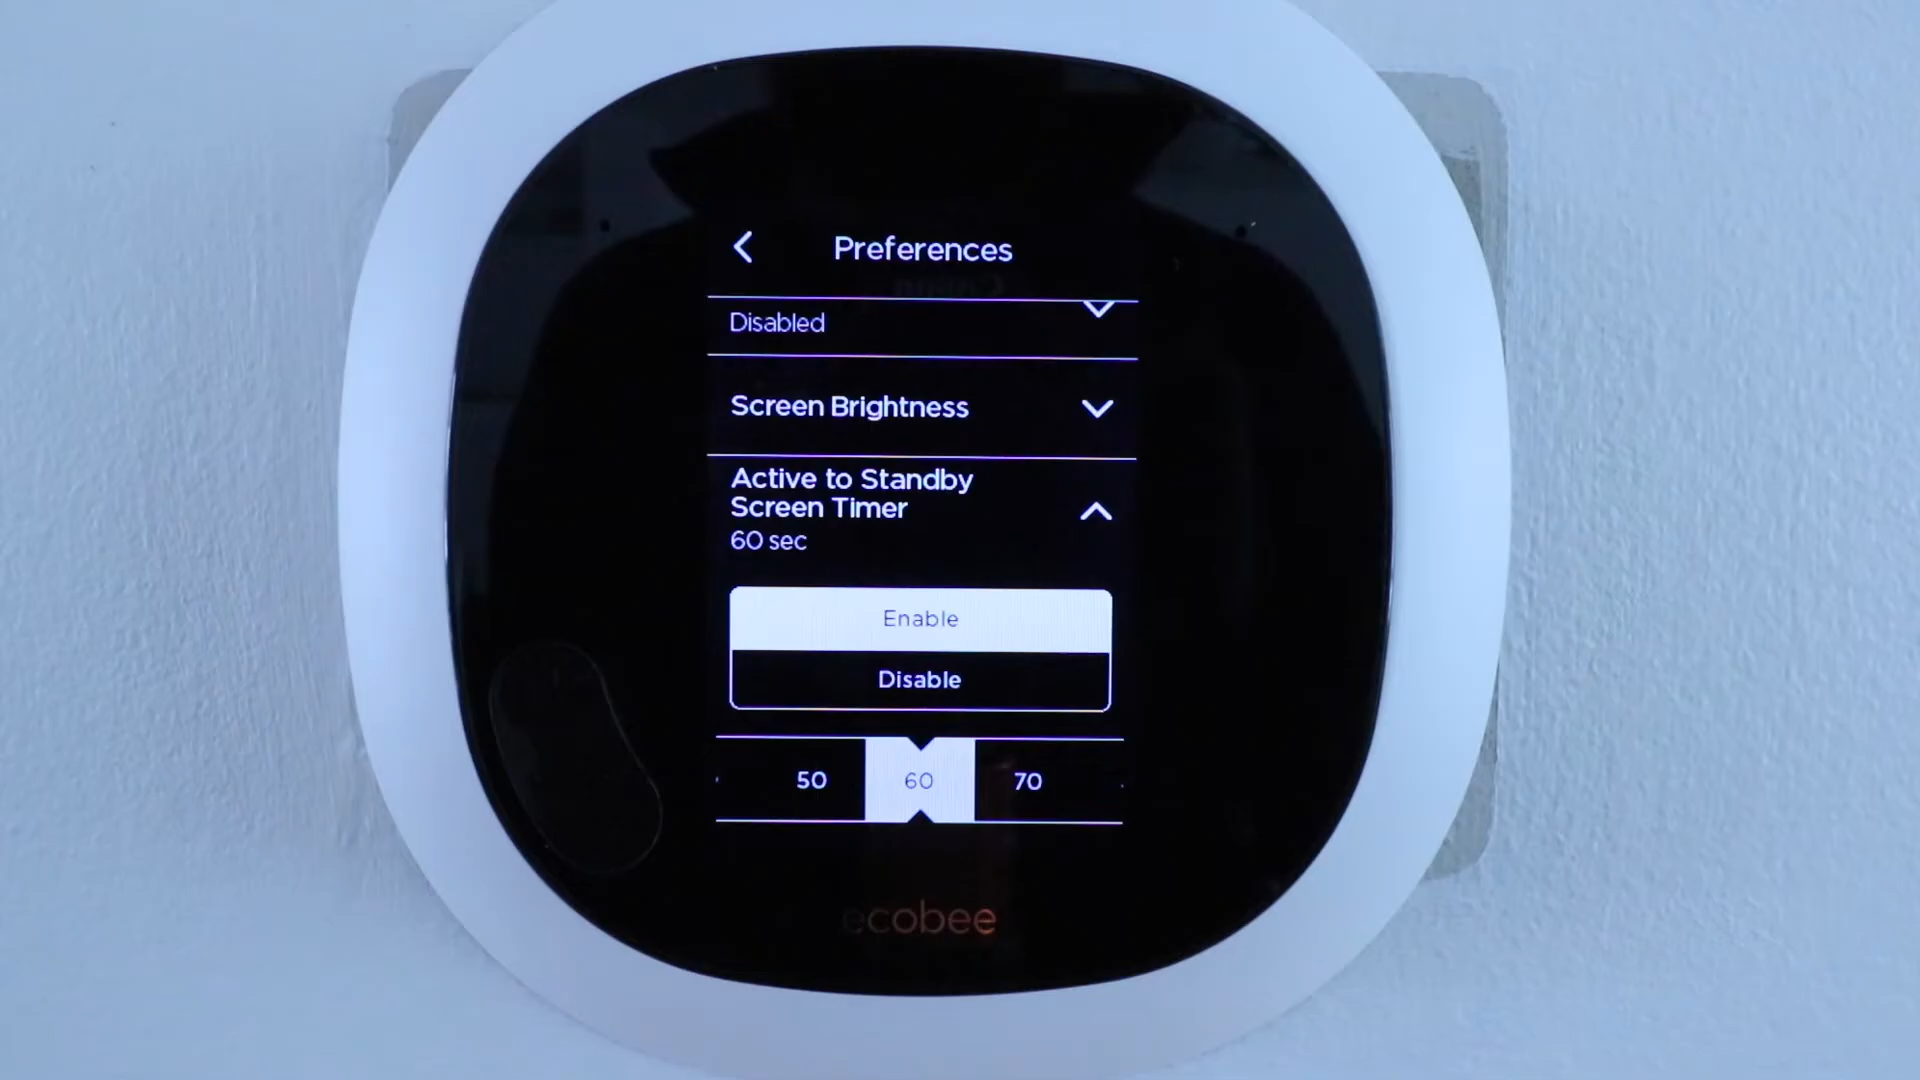 Preferences
Disabled
Screen Brightness
Active to Standby
Screen Timer
60 sec
Enable
Disable
50 60 70
ecobee